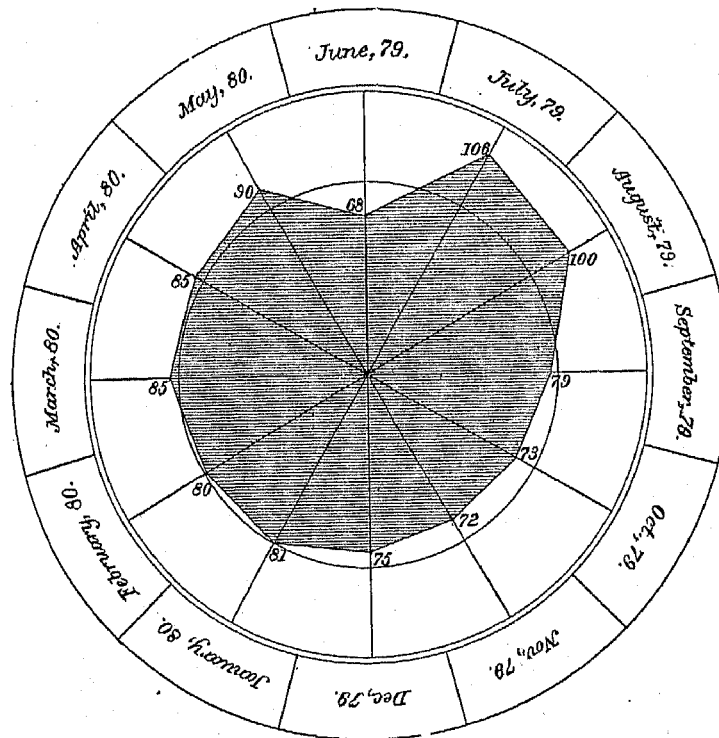 June, 79.
July, 79.
August, 79.
September, 79.
Oct., 79.
Nov., 79.
Dec, 79.
January, 80.
February, 80.
March, 80.
April, 80.
May, 80.
68
106
100
79
73
72
75
81
80
85
85
90